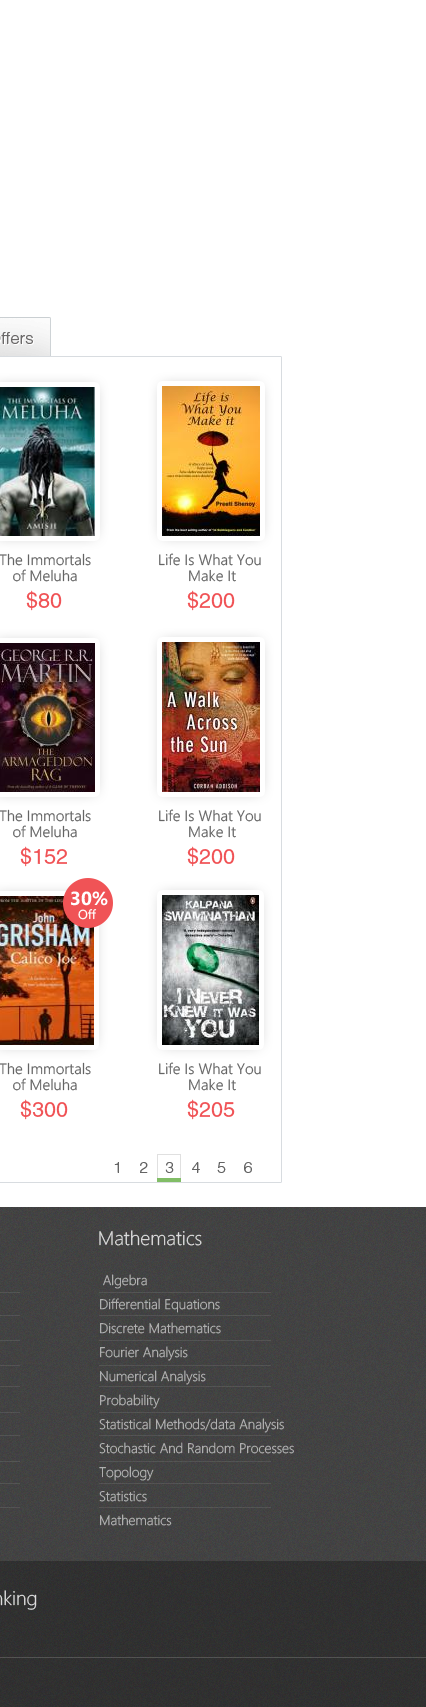 ffers
THE IMMORTALS OF
MELUHA
AMISH
Life is
What You
Make it
Preeti Shenoy
The Immortals
of Meluha
$80
Life Is What You
Make It
$200
GEORGE R.R.
MARTIN
THE
ARMAGEDDON
RAG
A Walk
Across
the Sun
CORBAN ADDISON
The Immortals
of Meluha
$152
Life Is What You
Make It
$200
30%
Off
John
GRISHAM
Calico Joe
KALPANA
SWAMINATHAN
I NEVER
KNEW IT WAS
YOU
The Immortals
of Meluha
$300
Life Is What You
Make It
$205
1 2 3 4 5 6
Mathematics
Algebra
Differential Equations
Discrete Mathematics
Fourier Analysis
Numerical Analysis
Probability
Statistical Methods/data Analysis
Stochastic And Random Processes
Topology
Statistics
Mathematics
nking